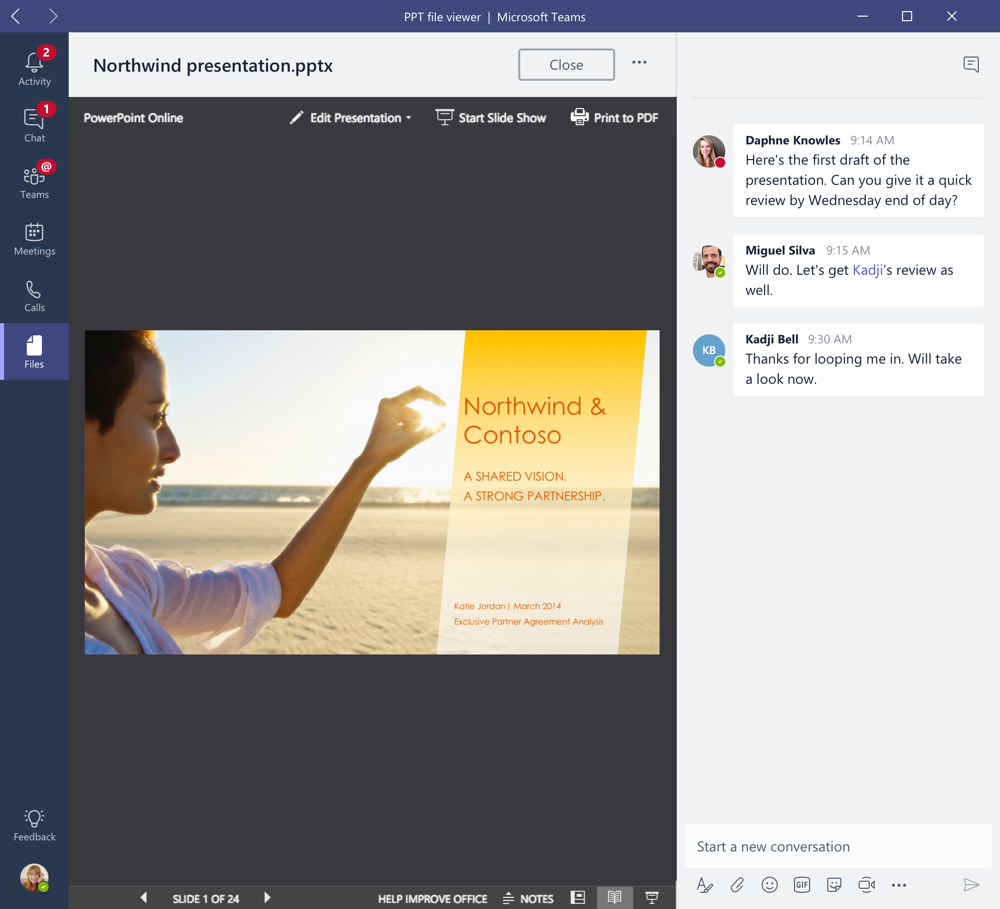 PPT file viewer | Microsoft Teams
2
Activity
1
Chat
@
Teams
Meetings
Calls
Files
Feedback
Northwind presentation.pptx
Close
PowerPoint Online
Edit Presentation
Start Slide Show
Print to PDF
Northwind &
Contoso
A SHARED VISION.
A STRONG PARTNERSHIP.
Katie Jordan| March 2014
Exclusive Partner Agreement Analysis
SLIDE 1 OF 24
HELP IMPROVE OFFICE
NOTES
Daphne Knowles 9:14 AM
Here's the first draft of the
presentation. Can you give it a quick
review by Wednesday end of day?
Miguel Silva 9:15 AM
Will do. Let's get Kadji’s review as
well.
KB
Kadji Bell 9:30 AM
Thanks for looping me in. Will take
a look now.
Start a new conversation
GIF